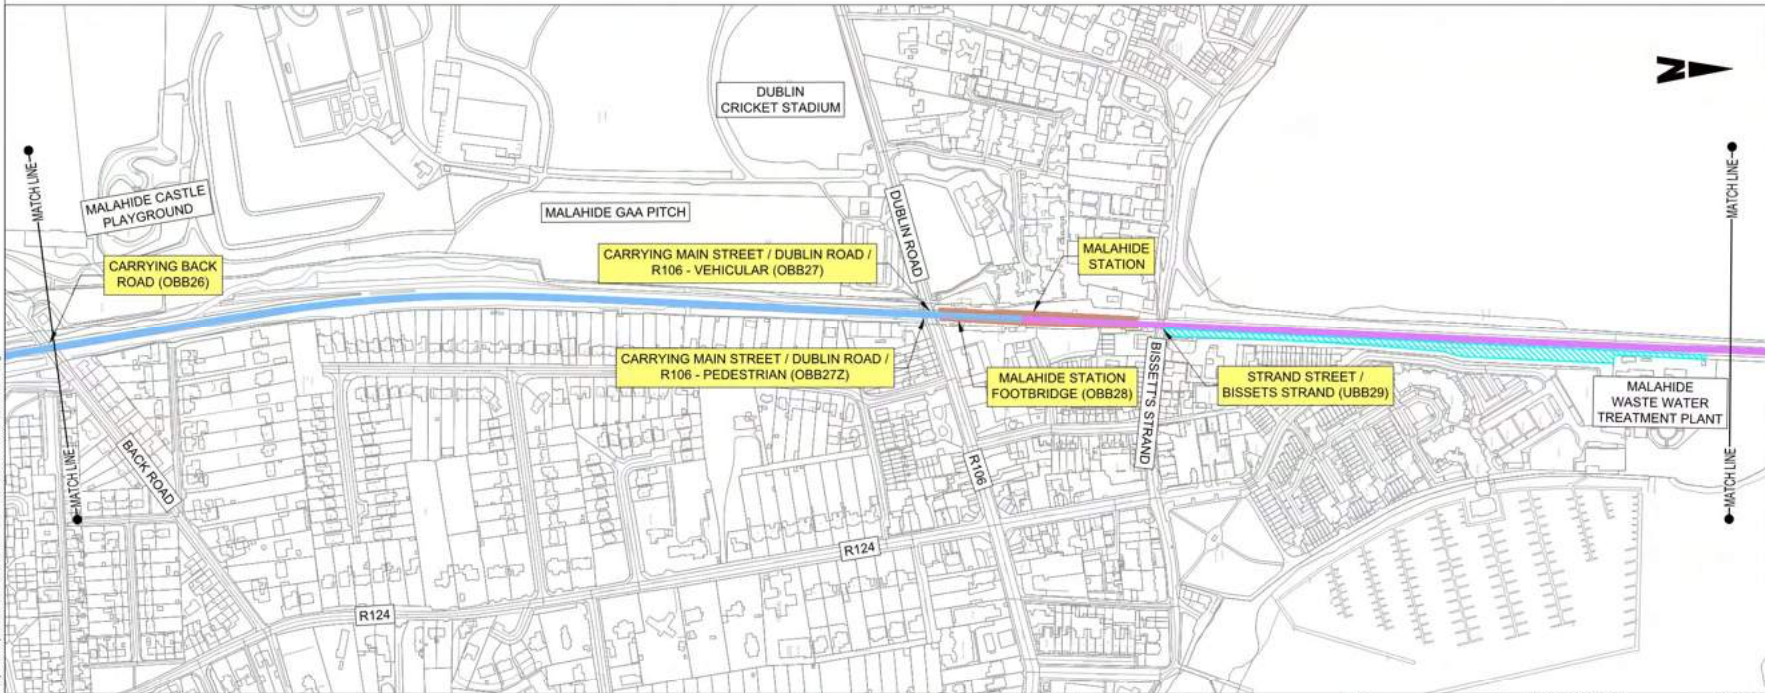 DUBLIN
CRICKET STADIUM
N
MATCH LINE
MATCH LINE
MALAHIDE CASTLE
PLAYGROUND
MALAHIDE GAA PITCH
DUBLIN ROAD
CARRYING BACK
ROAD (OBB26)
CARRYING MAIN STREET / DUBLIN ROAD /
R106 - VEHICULAR (OBB27)
MALAHIDE
STATION
CARRYING MAIN STREET / DUBLIN ROAD /
R106 - PEDESTRIAN (OBB27Z)
MALAHIDE STATION
FOOTBRIDGE (OBB28)
BISSETTS STRAND
STRAND STREET /
BISSETS STRAND (UBB29)
MALAHIDE
WASTE WATER
TREATMENT PLANT
BACK ROAD
MATCH LINE
R106
MATCH LINE
R124
R124